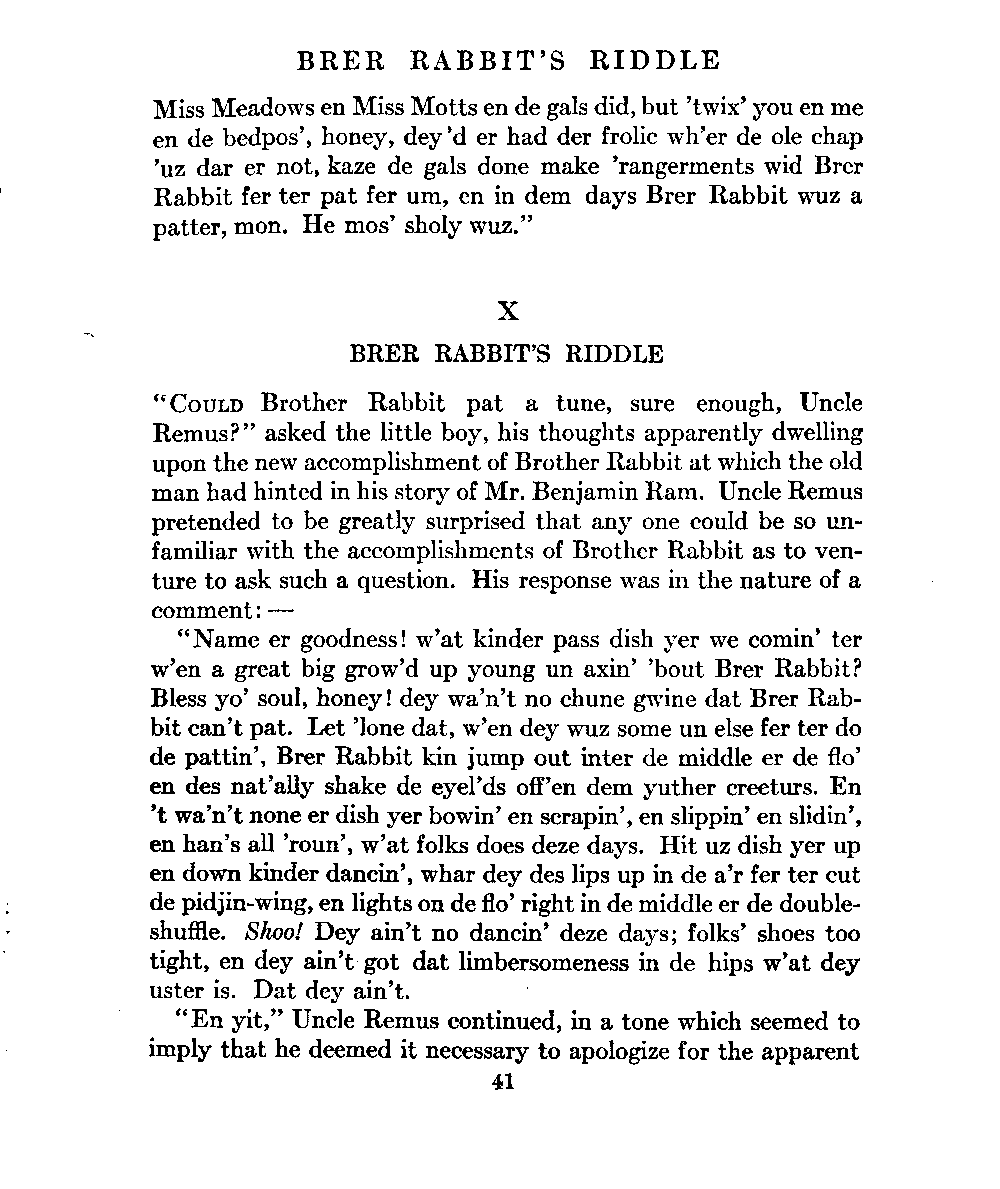 BRER RABBIT'S RIDDLE
Miss Meadows en Miss Motts en de gals did, but 'twix' you en me
en de bedpos', honey, dey'd er had der frolic wh'er de ole chap
'uz dar er not, kaze de gals done make 'rangerments wid Brer
Rabbit fer ter pat fer um, en in dem days Brer Rabbit wuz a
patter, mon. He mos' sholy wuz."
X
BRER RABBIT'S RIDDLE
"COULD Brother Rabbit pat a tune, sure enough, Uncle
Remus?" asked the little boy, his thoughts apparently dwelling
upon the new accomplishment of Brother Rabbit at which the old
man had hinted in his story of Mr. Benjamin Ram. Uncle Remus
pretended to be greatly surprised that any one could be so un-
familiar with the accomplishments of Brother Rabbit as to ven-
ture to ask such a question. His response was in the nature of a
comment: —
"Name er goodness! w'at kinder pass dish yer we comin' ter
w'en a great big grow'd up young un axin' 'bout Brer Rabbit?
Bless yo' soul, honey! dey wa'n't no chune gwine dat Brer Rab-
bit can't pat. Let 'lone dat, w'en dey wuz some un else fer ter do
de pattin', Brer Rabbit kin jump out inter de middle er de flo'
en des nat'ally shake de eyel'ds off'en dem yuther creeturs. En
't wa'n't none er dish yer bowin' en scrapin', en slippin' en slidin',
en han's all 'roun', w'at folks does deze days. Hit uz dish yer up
en down kinder dancin', whar dey des lips up in de a'r fer ter cut
de pidjin-wing, en lights on de flo' right in de middle er de double-
shuffle. Shoo! Dey ain't no dancin' deze days; folks' shoes too
tight, en dey ain't got dat limbersomeness in de hips w'at dey
uster is. Dat dey ain't.
"En yit," Uncle Remus continued, in a tone which seemed to
imply that he deemed it necessary to apologize for the apparent
41